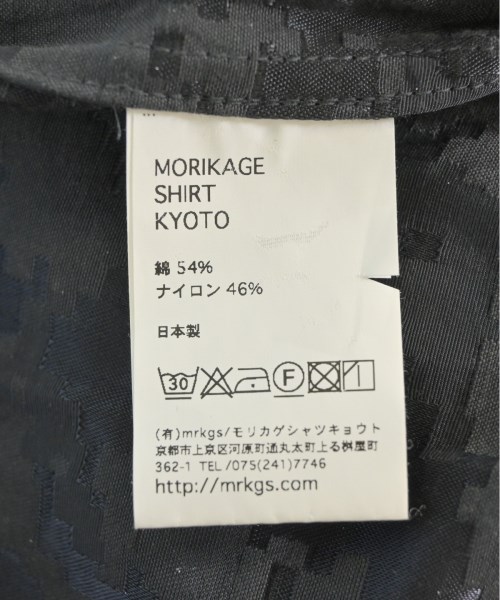 MORIKAGE
SHIRT
KYOTO
綿 54%
ナイロン 46%
日本製
30 F
(有)mrkgs/モリカゲシャツキョウト
京都市上京区河原町通丸太町上る桝屋町
362-1 TEL/075(241)7746
http://mrkgs.com